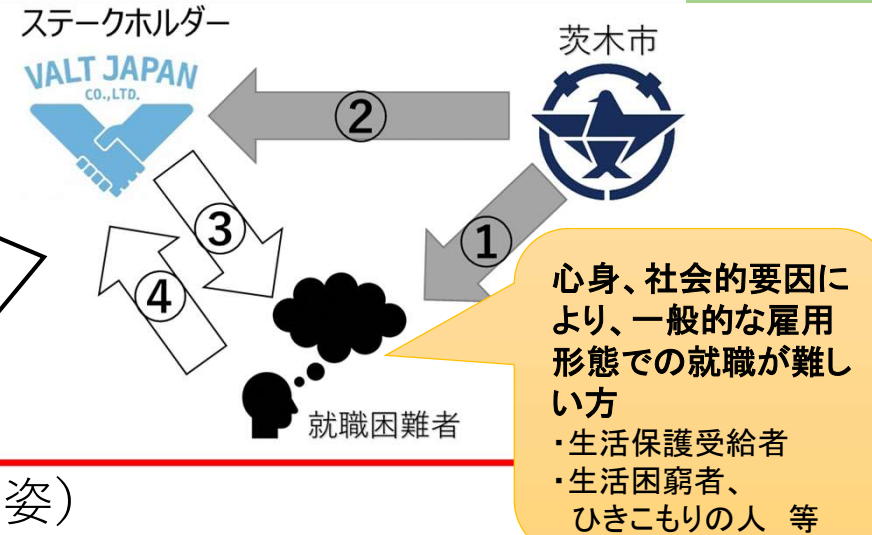 ステークホルダー
茨木市
VALT JAPAN
CO.,LTD.
②
③
①
④
就職困難者
心身、社会的要因に
より、一般的な雇用
形態での就職が難し
い方
・生活保護受給者
・生活困窮者、
ひきこもりの人　等
姿）